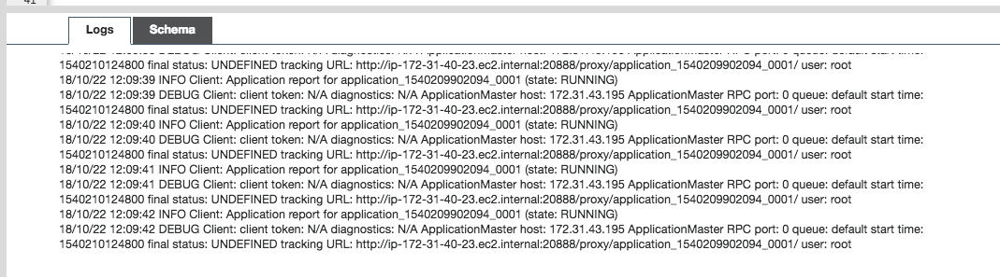 41
Logs
Schema
1540210124800 final status: UNDEFINED tracking URL: http://ip-172-31-40-23.ec2.internal:20888/proxy/application_1540209902094_0001/ user: root
18/10/22 12:09:39 INFO Client: Application report for application_1540209902094_0001 (state: RUNNING)
18/10/22 12:09:39 DEBUG Client: client token: N/A diagnostics: N/A ApplicationMaster host: 172.31.43.195 ApplicationMaster RPC port: 0 queue: default start time:
1540210124800 final status: UNDEFINED tracking URL: http://ip-172-31-40-23.ec2.internal:20888/proxy/application_1540209902094_0001/ user: root
18/10/22 12:09:40 INFO Client: Application report for application_1540209902094_0001 (state: RUNNING)
18/10/22 12:09:40 DEBUG Client: client token: N/A diagnostics: N/A ApplicationMaster host: 172.31.43.195 ApplicationMaster RPC port: 0 queue: default start time:
1540210124800 final status: UNDEFINED tracking URL: http://ip-172-31-40-23.ec2.internal:20888/proxy/application_1540209902094_0001/ user: root
18/10/22 12:09:41 INFO Client: Application report for application_1540209902094_0001 (state: RUNNING)
18/10/22 12:09:41 DEBUG Client: client token: N/A diagnostics: N/A ApplicationMaster host: 172.31.43.195 ApplicationMaster RPC port: 0 queue: default start time:
1540210124800 final status: UNDEFINED tracking URL: http://ip-172-31-40-23.ec2.internal:20888/proxy/application_1540209902094_0001/ user: root
18/10/22 12:09:42 INFO Client: Application report for application_1540209902094_0001 (state: RUNNING)
18/10/22 12:09:42 DEBUG Client: client token: N/A diagnostics: N/A ApplicationMaster host: 172.31.43.195 ApplicationMaster RPC port: 0 queue: default start time:
1540210124800 final status: UNDEFINED tracking URL: http://ip-172-31-40-23.ec2.internal:20888/proxy/application_1540209902094_0001/ user: root